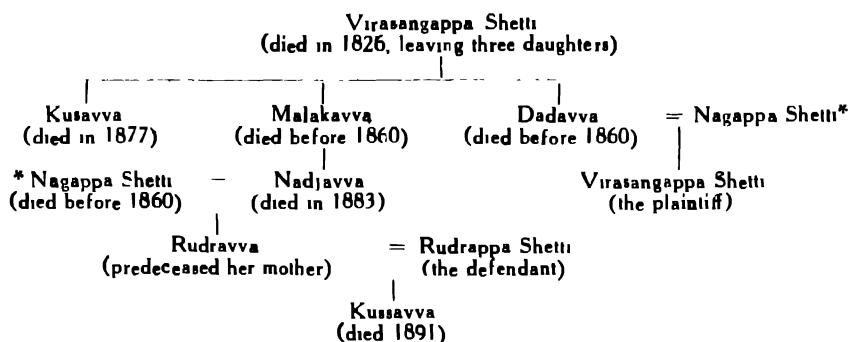 Virasangappa Shetti
(died in 1826, leaving three daughters)
Kusavva Malakavva Dadavva = Nagappa Shetti*
(died in 1877) (died before 1860) (died before 1860)
* Nagappa Shetti – Nadjavva Virasangappa Shetti
(died before 1860) (died in 1883) (the plaintiff)
Rudravva = Rudrappa Shetti
(predeceased her mother) (the defendant)
Kussavva
(died 1891)